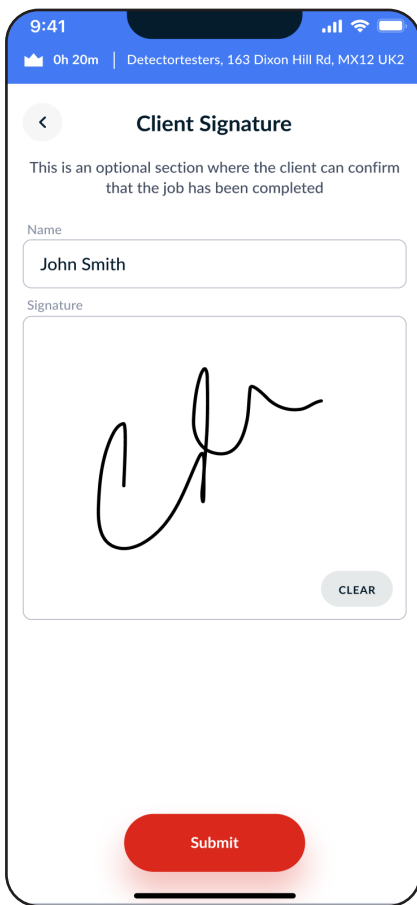 9:41
0h 20m | Detectortesters, 163 Dixon Hill Rd, MX12 UK2
Client Signature
This is an optional section where the client can confirm
that the job has been completed
Name
John Smith
Signature
CLEAR
Submit